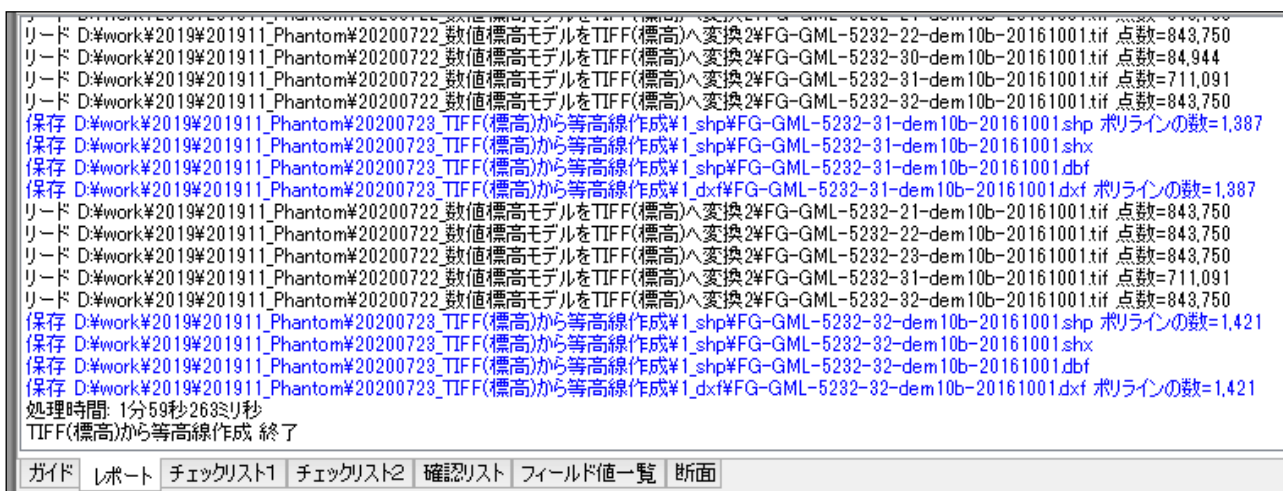 リード D:¥work¥2019¥201911_Phantom¥20200722_数値標高モデルをTIFF(標高)へ変換2¥FG-GML-5232-22-dem10b-20161001.tif 点数=843,750
リード D:¥work¥2019¥201911_Phantom¥20200722_数値標高モデルをTIFF(標高)へ変換2¥FG-GML-5232-30-dem10b-20161001.tif 点数=84,944
リード D:¥work¥2019¥201911_Phantom¥20200722_数値標高モデルをTIFF(標高)へ変換2¥FG-GML-5232-31-dem10b-20161001.tif 点数=711,091
リード D:¥work¥2019¥201911_Phantom¥20200722_数値標高モデルをTIFF(標高)へ変換2¥FG-GML-5232-32-dem10b-20161001.tif 点数=843,750
保存 D:¥work¥2019¥201911_Phantom¥20200723_TIFF(標高)から等高線作成¥1_shp¥FG-GML-5232-31-dem10b-20161001.shp ポリラインの数=1,387
保存 D:¥work¥2019¥201911_Phantom¥20200723_TIFF(標高)から等高線作成¥1_shp¥FG-GML-5232-31-dem10b-20161001.shx
保存 D:¥work¥2019¥201911_Phantom¥20200723_TIFF(標高)から等高線作成¥1_shp¥FG-GML-5232-31-dem10b-20161001.dbf
保存 D:¥work¥2019¥201911_Phantom¥20200723_TIFF(標高)から等高線作成¥1_dxf¥FG-GML-5232-31-dem10b-20161001.dxf ポリラインの数=1,387
リード D:¥work¥2019¥201911_Phantom¥20200722_数値標高モデルをTIFF(標高)へ変換2¥FG-GML-5232-21-dem10b-20161001.tif 点数=843,750
リード D:¥work¥2019¥201911_Phantom¥20200722_数値標高モデルをTIFF(標高)へ変換2¥FG-GML-5232-22-dem10b-20161001.tif 点数=843,750
リード D:¥work¥2019¥201911_Phantom¥20200722_数値標高モデルをTIFF(標高)へ変換2¥FG-GML-5232-23-dem10b-20161001.tif 点数=843,750
リード D:¥work¥2019¥201911_Phantom¥20200722_数値標高モデルをTIFF(標高)へ変換2¥FG-GML-5232-31-dem10b-20161001.tif 点数=711,091
リード D:¥work¥2019¥201911_Phantom¥20200722_数値標高モデルをTIFF(標高)へ変換2¥FG-GML-5232-32-dem10b-20161001.tif 点数=843,750
保存 D:¥work¥2019¥201911_Phantom¥20200723_TIFF(標高)から等高線作成¥1_shp¥FG-GML-5232-32-dem10b-20161001.shp ポリラインの数=1,421
保存 D:¥work¥2019¥201911_Phantom¥20200723_TIFF(標高)から等高線作成¥1_shp¥FG-GML-5232-32-dem10b-20161001.shx
保存 D:¥work¥2019¥201911_Phantom¥20200723_TIFF(標高)から等高線作成¥1_shp¥FG-GML-5232-32-dem10b-20161001.dbf
保存 D:¥work¥2019¥201911_Phantom¥20200723_TIFF(標高)から等高線作成¥1_dxf¥FG-GML-5232-32-dem10b-20161001.dxf ポリラインの数=1,421
処理時間: 1分59秒263ミリ秒
TIFF(標高)から等高線作成 終了
ガイド レポート チェックリスト1 チェックリスト2 確認リスト フィールド値一覧 断面